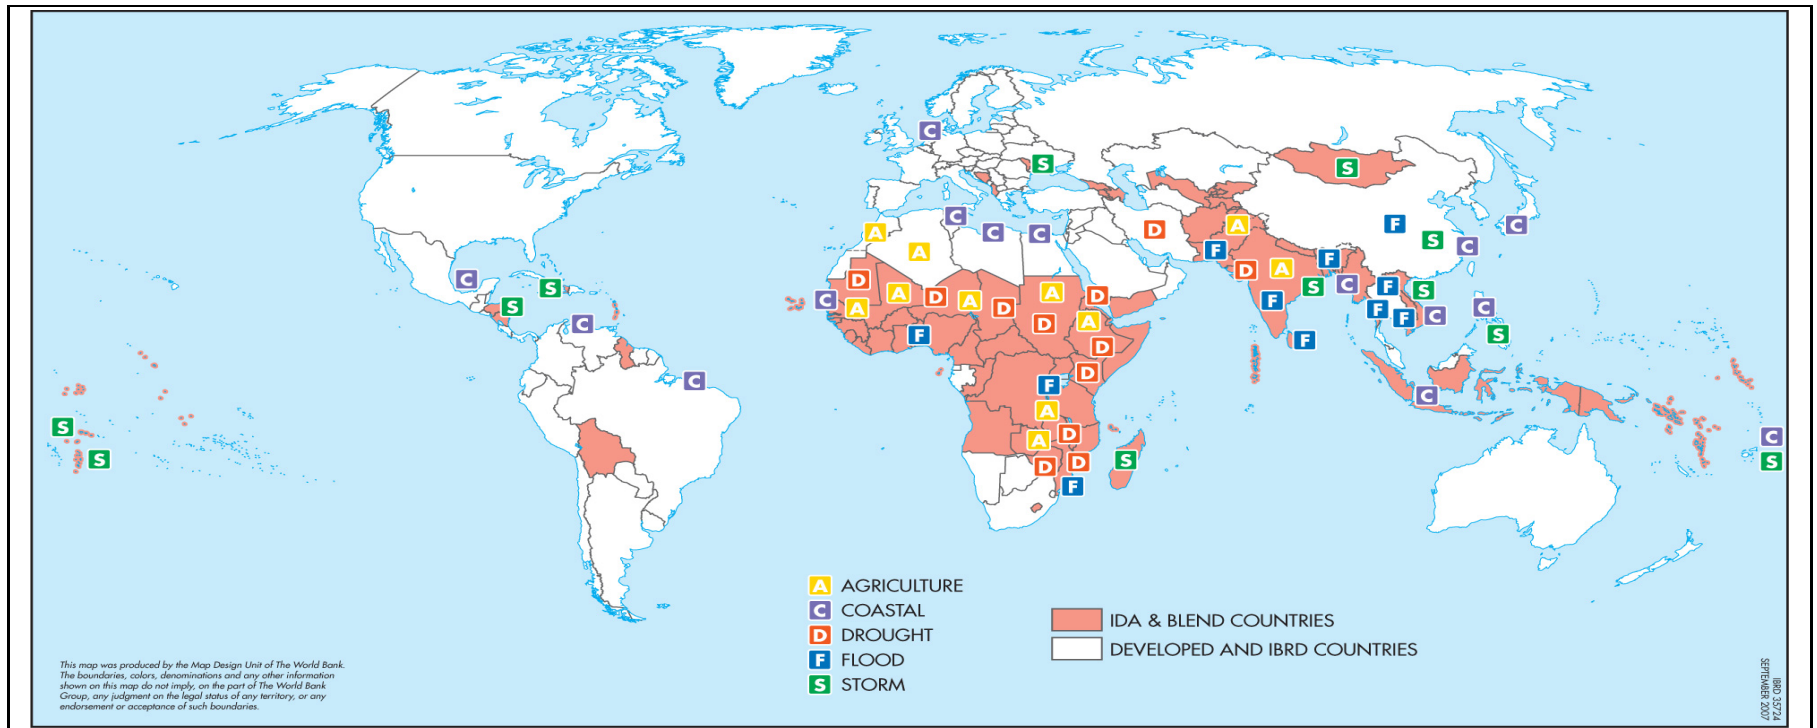 C
S
S
C
C
D
F
S
A
C
C
C
C
A
A
F
D
A
S
F
C
F
S
C
S
C
S
C
D
A
D
A
D
A
D
C
A
D
A
D
F
D
D
F
F
F
F
S
C
C
S
F
A
A
D
D
D
F
S
C
S
S
C
S
A AGRICULTURE
C COASTAL
D DROUGHT
F FLOOD
S STORM
IDA & BLEND COUNTRIES
DEVELOPED AND IBRD COUNTRIES
This map was produced by the Map Design Unit of The World Bank.
The boundaries, colors, denominations and any other information
shown on this map do not imply, on the part of The World Bank
Group, any judgment on the legal status of any territory, or any
endorsement or acceptance of such boundaries.
IBRD 35724
SEPTEMBER 2007